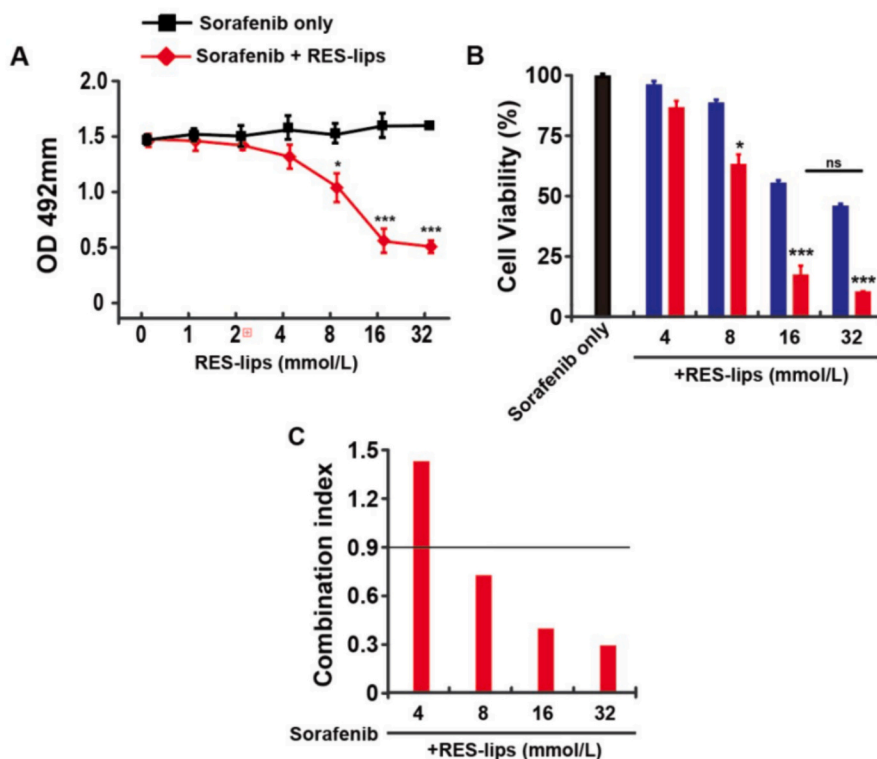 Sorafenib only
Sorafenib + RES-lips
A
OD 492mm
2.0
1.5
1.0
0.5
0
*
***
***
0 1 2 4 8 16 32
RES-lips (mmol/L)
B
Cell Viability (%)
100
75
50
25
0
*
***
ns
***
Sorafenib only
4 8 16 32
+RES-lips (mmol/L)
C
Combination index
1.5
1.2
0.9
0.6
0.3
0
4 8 16 32
Sorafenib
+RES-lips (mmol/L)